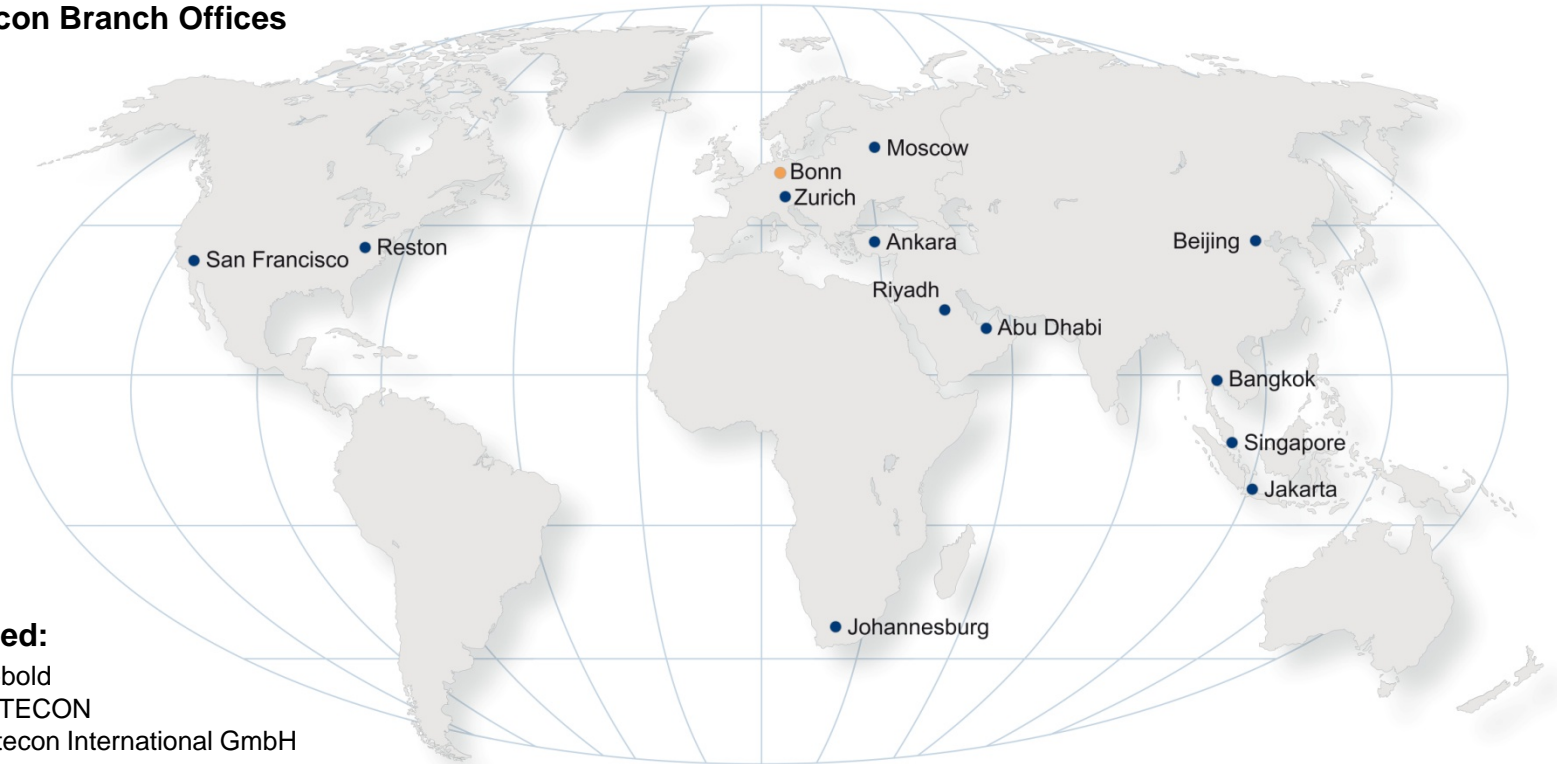 con Branch Offices
Moscow
Bonn
Zurich
Reston
San Francisco
Ankara
Beijing
Riyadh
Abu Dhabi
Bangkok
Singapore
Jakarta
Johannesburg
ed:
bold
TECON
tecon International GmbH